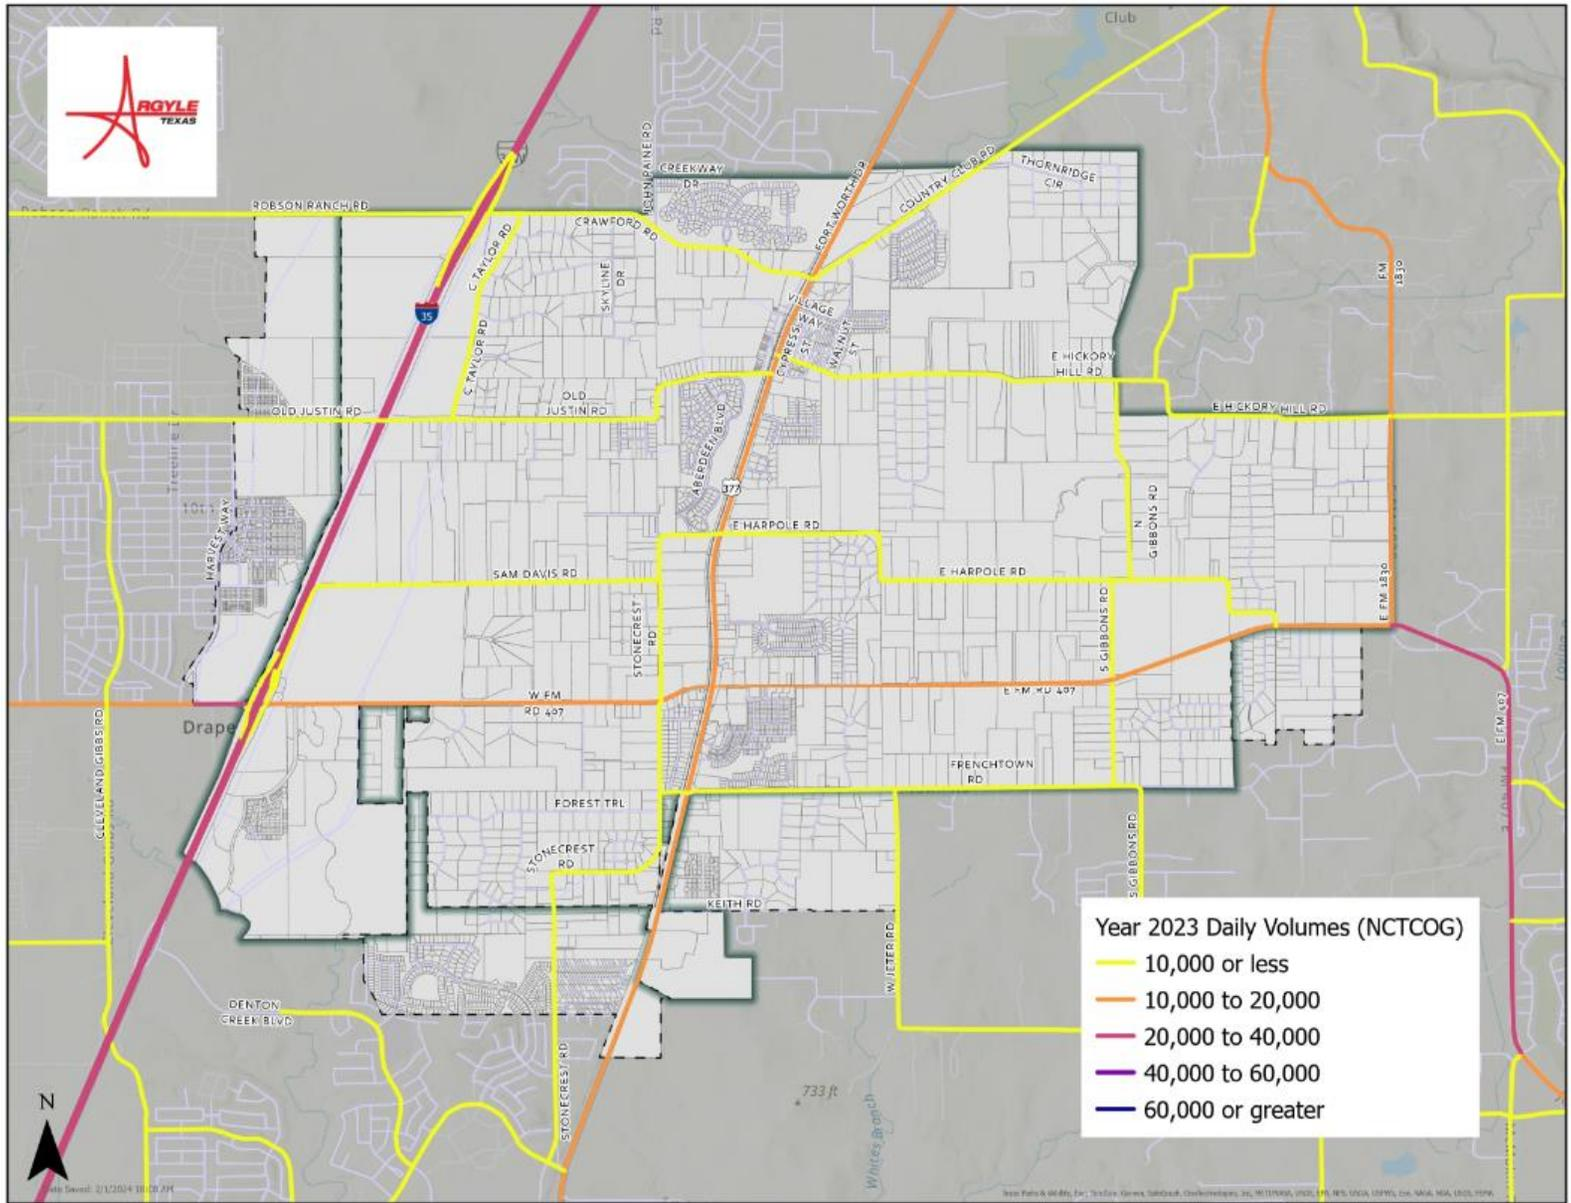 Club
ARGYLE
TEXAS
JOHN PAINE RD
CREEKWAY
DR
THORNRIDGE
CIR
COUNTRY CLUB RD
FORT WORTH DR
Robson Ranch Rd
ROBSON RANCH RD
CRAWFORD RD
C TAYLOR RD
SKYLINE
DR
FM
1830
35
VILLAGE
WAY
CYPRESS
ST
WALNUT
ST
C TAYLOR RD
E HICKORY
HILL RD
OLD JUSTIN RD
OLD
JUSTIN RD
E HICKORY HILL RD
ABERDEEN BLVD
377
HARVEST WAY
E HARPOLE RD
N
GIBBONS RD
SAM DAVIS RD
E HARPOLE RD
STONECREST
RD
S GIBBONS RD
E FM 1830
W FM
RD 407
E FM RD 407
Drape
CLEVELAND GIBBS RD
E FM 407
FRENCHTOWN
RD
FOREST TRL
STONECREST
RD
S GIBBONS RD
KEITH RD
W JETER RD
DENTON
CREEK BLVD
STONECREST RD
733 ft
Whites Branch
N
Year 2023 Daily Volumes (NCTCOG)
10,000 or less
10,000 to 20,000
20,000 to 40,000
40,000 to 60,000
60,000 or greater